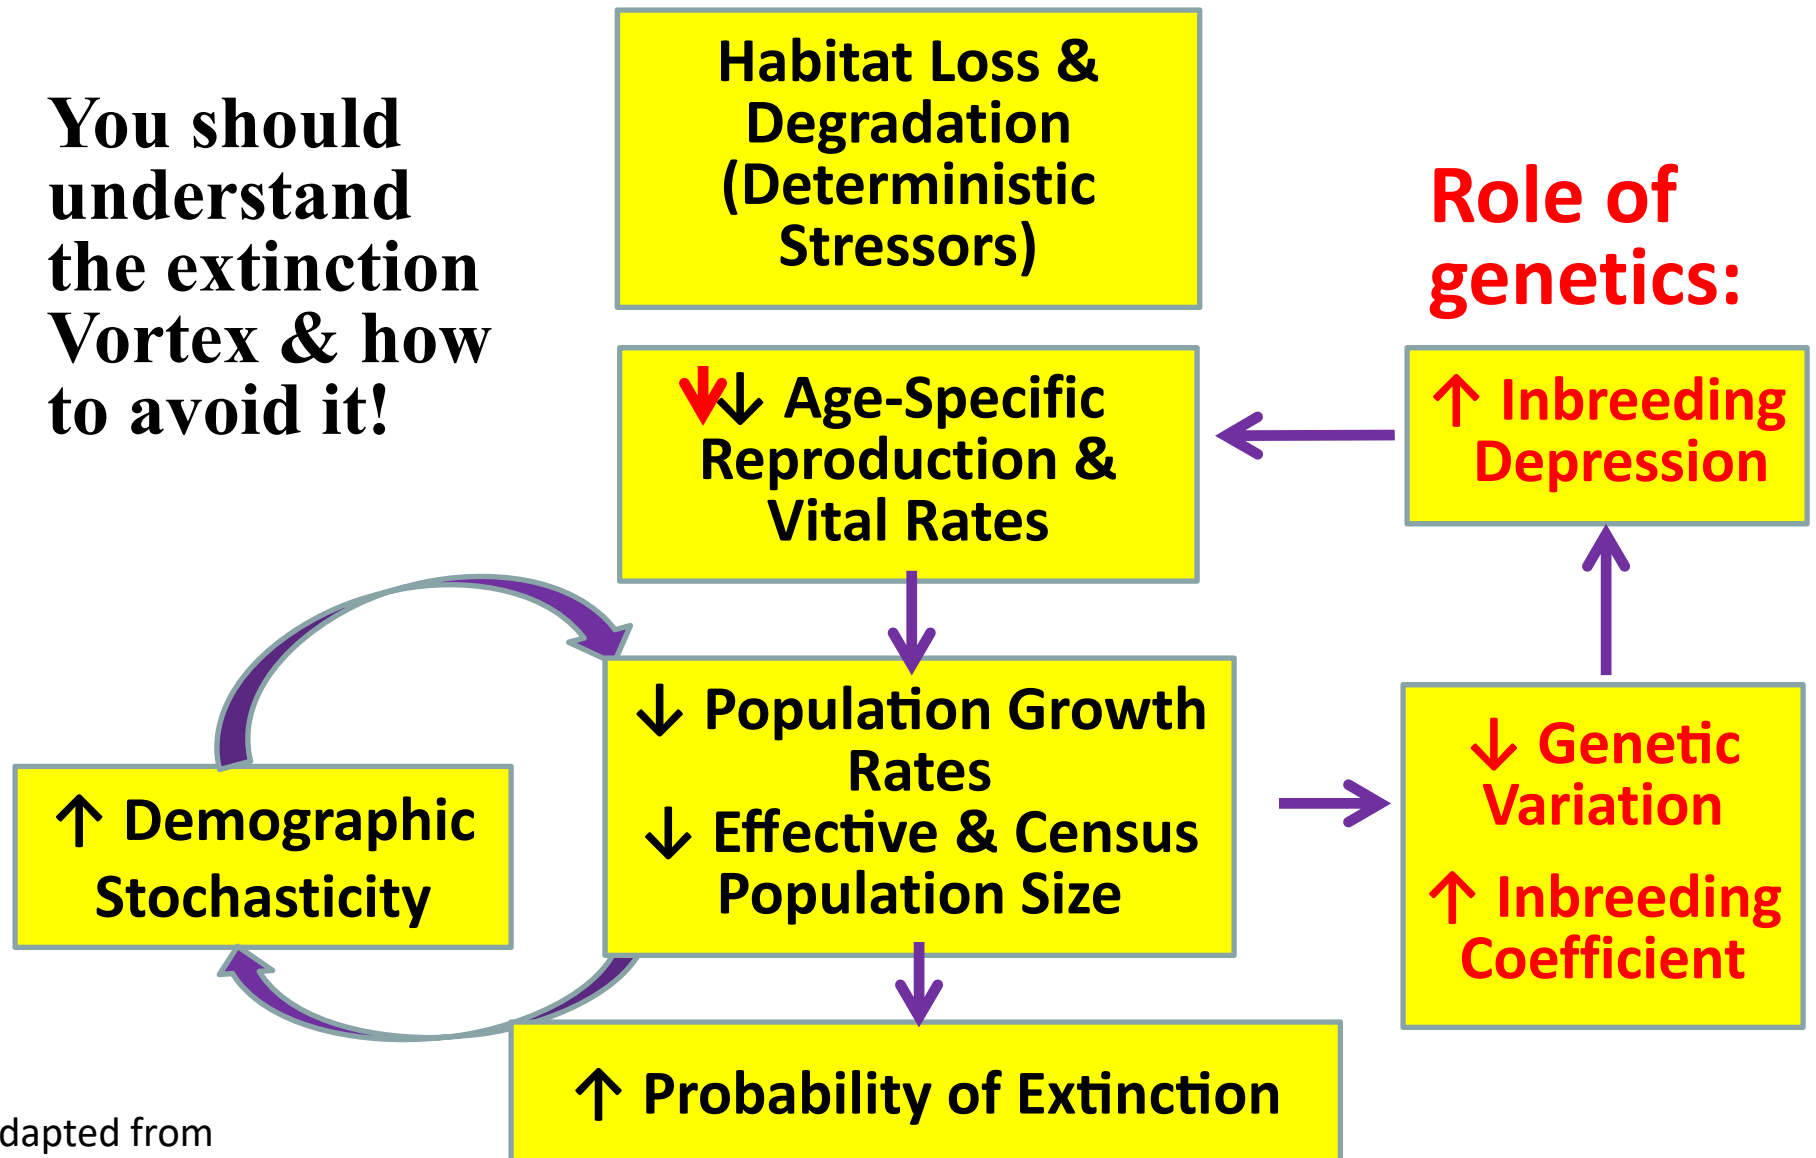 You should
understand
the extinction
Vortex & how
to avoid it!
Habitat Loss &
Degradation
(Deterministic
Stressors)
Role of
genetics:
↓↓ Age-Specific
Reproduction &
Vital Rates
↑ Inbreeding
Depression
↓ Population Growth
Rates
↓ Effective & Census
Population Size
↑ Demographic
Stochasticity
↓ Genetic
Variation
↑ Inbreeding
Coefficient
↑ Probability of Extinction
dapted from